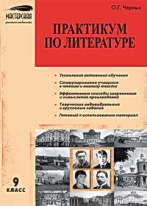 МАСТЕРСКАЯ
О.Г. Черных
ПРАКТИКУМ
ПО ЛИТЕРАТУРЕ
Технология активного обучения
Стимулирование учащихся
к чтению и анализу текста
Эффективные способы закрепления
и осмысления произведений
Творческие индивидуальные
и групповые задания
Готовый к использованию материал
9
КЛАСС